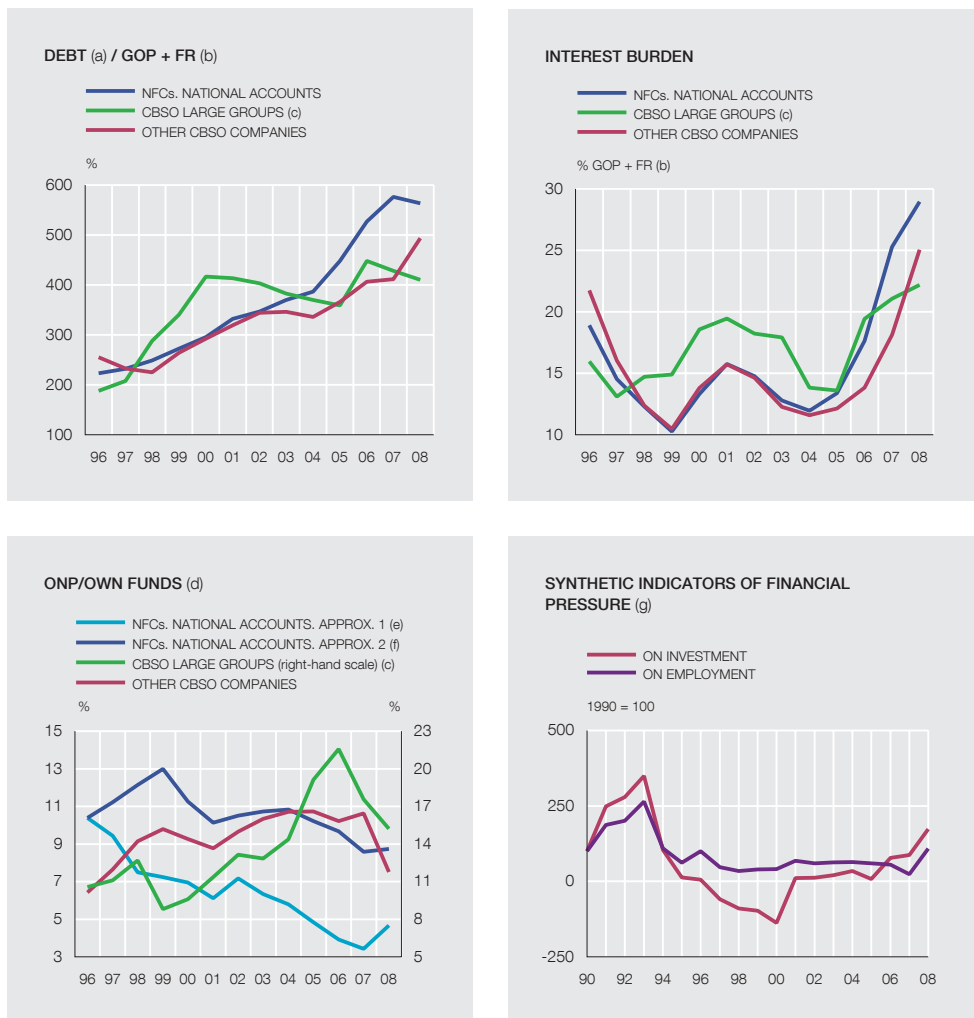 DEBT (a) / GOP + FR (b)
NFCs. NATIONAL ACCOUNTS
CBSO LARGE GROUPS (c)
OTHER CBSO COMPANIES
%
600
500
400
300
200
100
96 97 98 99 00 01 02 03 04 05 06 07 08
INTEREST BURDEN
NFCs. NATIONAL ACCOUNTS
CBSO LARGE GROUPS (c)
OTHER CBSO COMPANIES
% GOP + FR (b)
30
25
20
15
10
96 97 98 99 00 01 02 03 04 05 06 07 08
ONP/OWN FUNDS (d)
NFCs. NATIONAL ACCOUNTS. APPROX. 1 (e)
NFCs. NATIONAL ACCOUNTS. APPROX. 2 (f)
CBSO LARGE GROUPS (right-hand scale) (c)
OTHER CBSO COMPANIES
% %
15 23
13 20
11 17
9 14
7 11
5 8
3 5
96 97 98 99 00 01 02 03 04 05 06 07 08
SYNTHETIC INDICATORS OF FINANCIAL
PRESSURE (g)
ON INVESTMENT
ON EMPLOYMENT
1990 = 100
500
250
0
-250
90 92 94 96 98 00 02 04 06 08